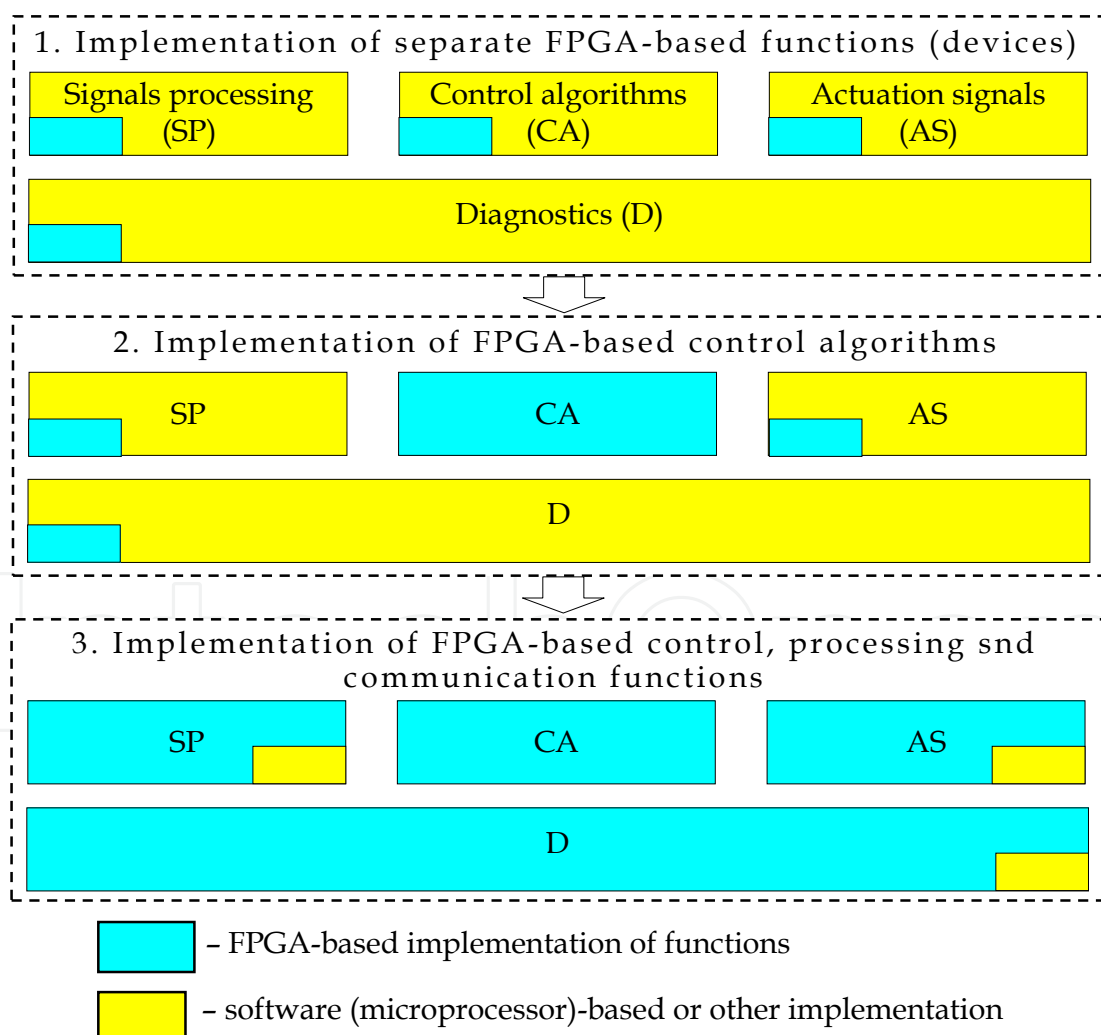 1. Implementation of separate FPGA-based functions (devices)
Signals processing
(SP)
Control algorithms
(CA)
Actuation signals
(AS)
Diagnostics (D)
2. Implementation of FPGA-based control algorithms
SP
CA
AS
D
3. Implementation of FPGA-based control, processing snd
communication functions
SP
CA
AS
D
– FPGA-based implementation of functions
– software (microprocessor)-based or other implementation